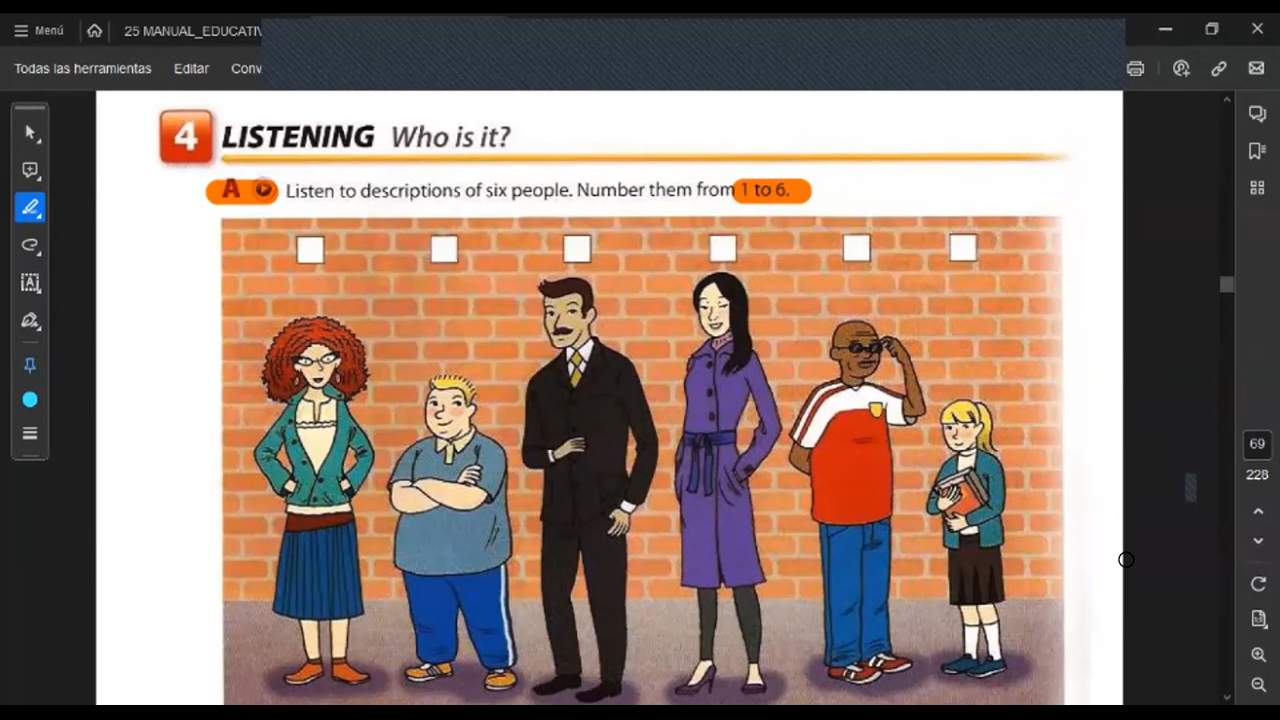 Menú
25 MANUAL_EDUCATIV
Todas las herramientas Editar Conv
4 LISTENING Who is it?
A Listen to descriptions of six people. Number them from 1 to 6.
69
228